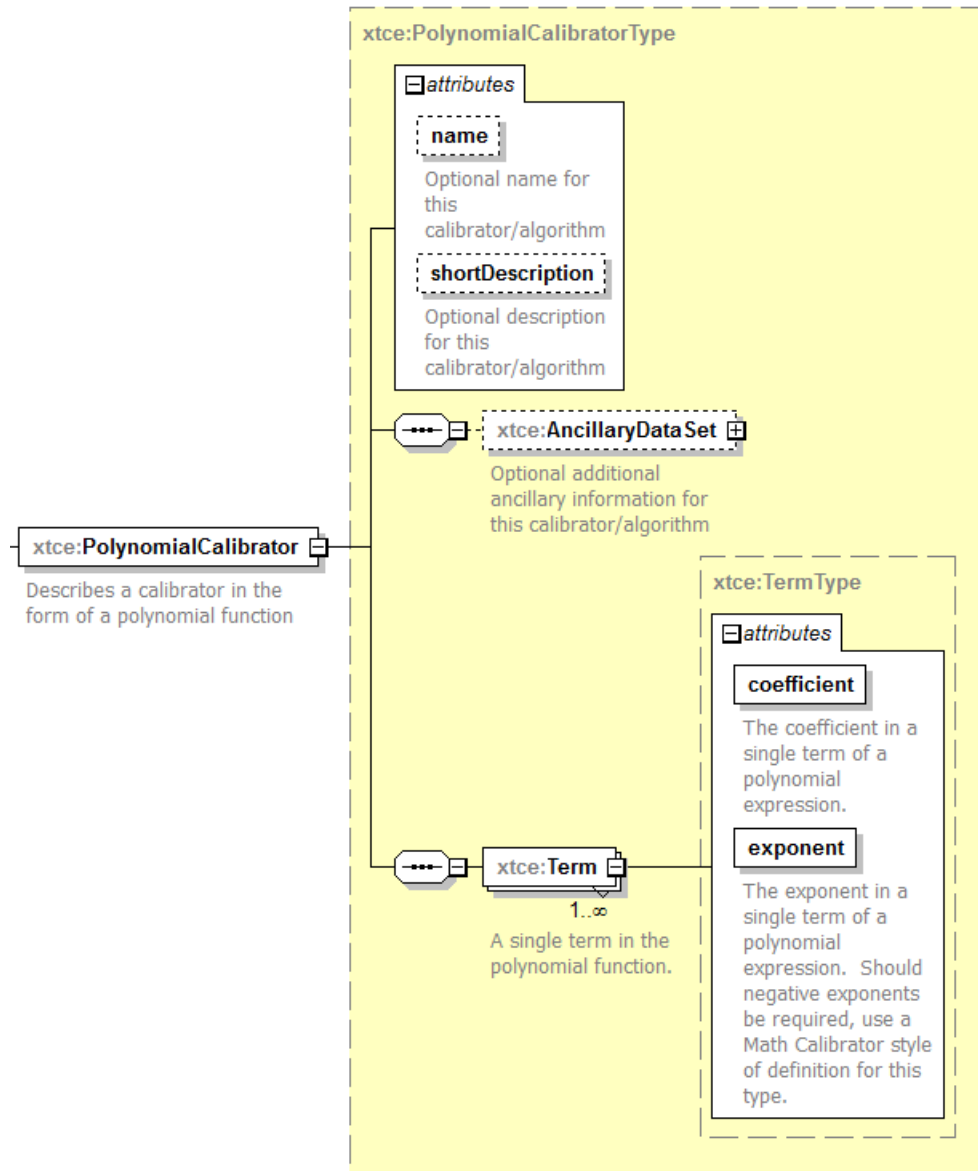 xtce:PolynomialCalibratorType
attributes
name
Optional name for
this
calibrator/algorithm
shortDescription
Optional description
for this
calibrator/algorithm
xtce:AncillaryDataSet
Optional additional
ancillary information for
this calibrator/algorithm
xtce:PolynomialCalibrator
Describes a calibrator in the
form of a polynomial function
xtce:TermType
attributes
coefficient
The coefficient in a
single term of a
polynomial
expression.
exponent
The exponent in a
single term of a
polynomial
expression.  Should
negative exponents
be required, use a
Math Calibrator style
of definition for this
type.
xtce:Term
1..∞
A single term in the
polynomial function.